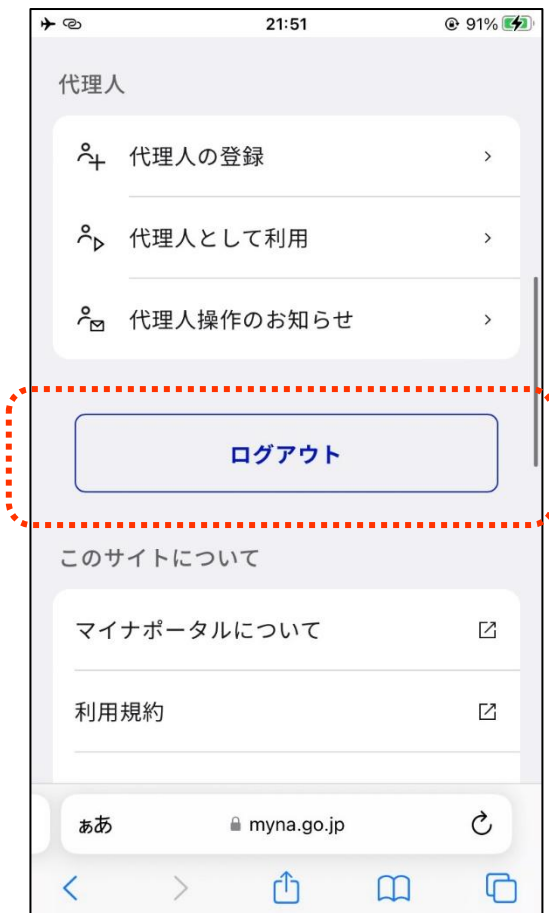 21:51
91%
代理人
代理人の登録
代理人として利用
代理人操作のお知らせ
ログアウト
このサイトについて
マイナポータルについて
利用規約
ぁあ
myna.go.jp